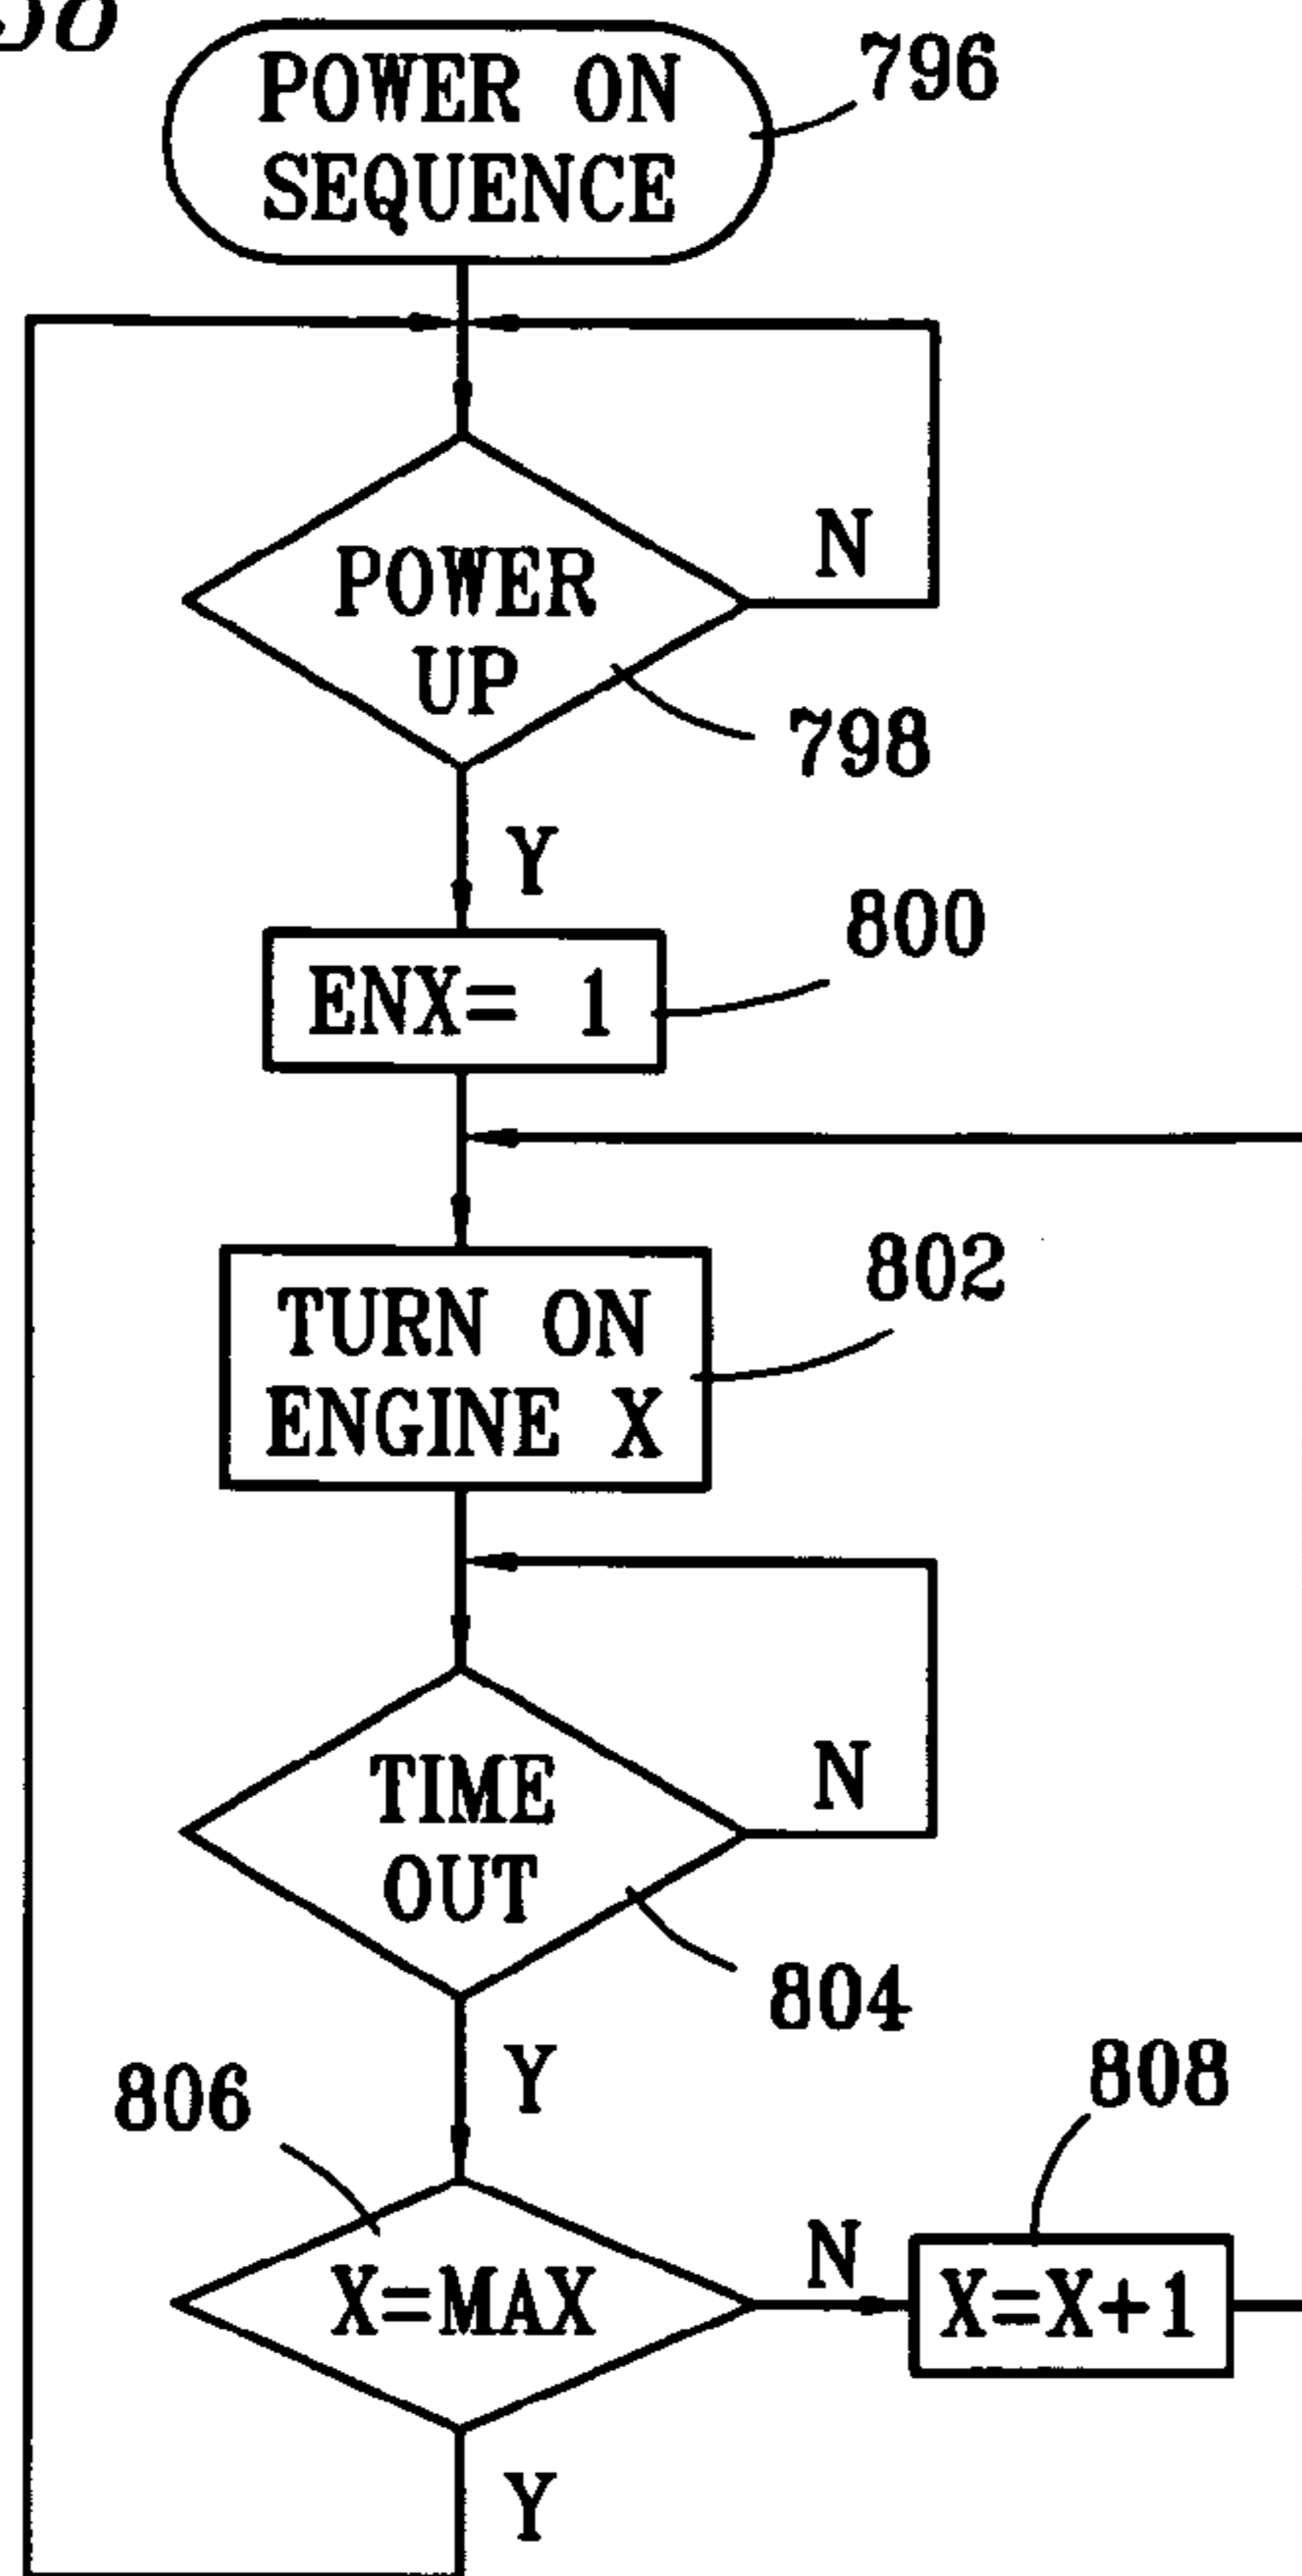 POWER ON
SEQUENCE
796
N
POWER
UP
798
Y
800
ENX= 1
802
TURN ON
ENGINE X
TIME
OUT
N
804
Y
806
808
X=MAX
N
X=X+1
Y